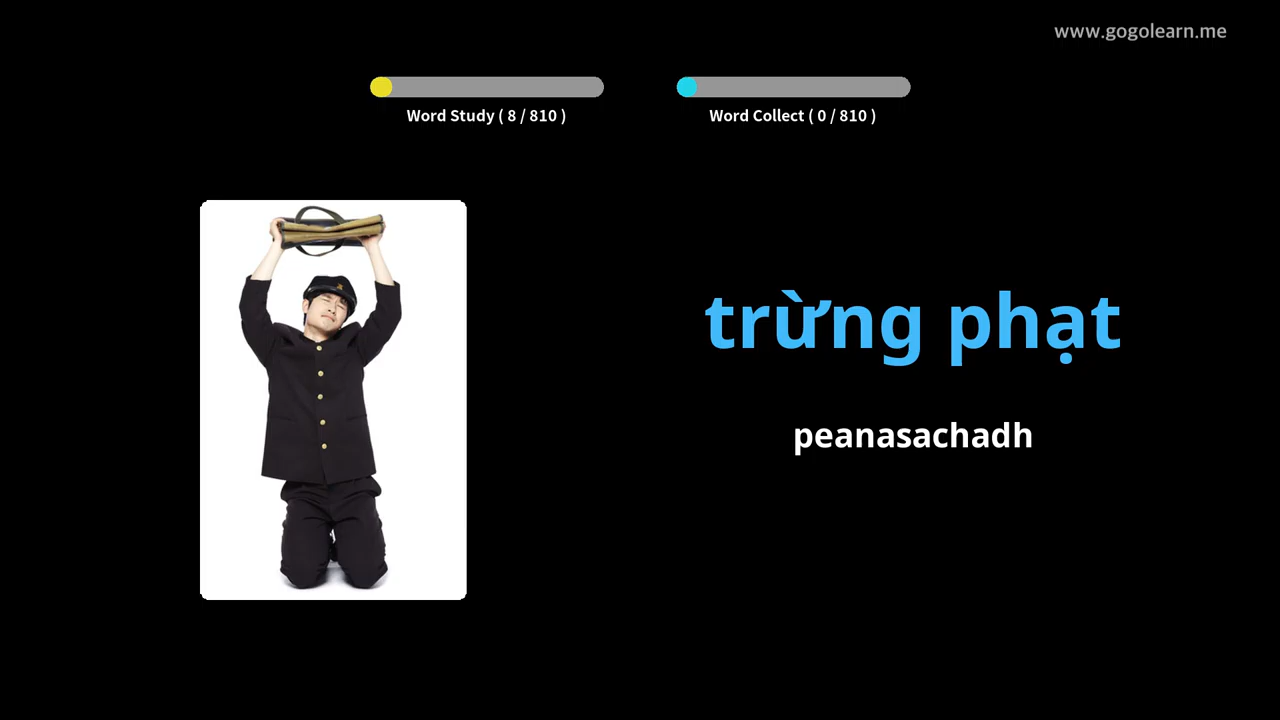 www.gogolearn.me
Word Study ( 8 / 810 )
Word Collect ( 0 / 810 )
trừng phạt
peanasachadh